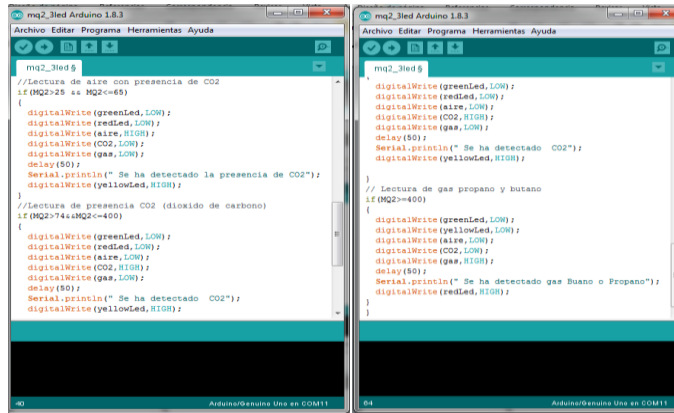 mq2_3led Arduino 1.8.3
Archivo Editar Programa Herramientas Ayuda
mq2_3led §
//Lectura de aire con presencia de CO2
if(MQ2>25 && MQ2<=65)
{
digitalWrite(greenLed,LOW);
digitalWrite(redLed,LOW);
digitalWrite(aire,HIGH);
digitalWrite(CO2,LOW);
digitalWrite(gas,LOW);
delay(50);
Serial.println(" Se ha detectado la presencia de CO2");
digitalWrite(yellowLed,HIGH);
}
//Lectura de presencia CO2 (dioxido de carbono)
if(MQ2>74&&MQ2<=400)
{
digitalWrite(greenLed,LOW);
digitalWrite(redLed,LOW);
digitalWrite(aire,LOW);
digitalWrite(CO2,HIGH);
digitalWrite(gas,LOW);
delay(50);
Serial.println(" Se ha detectado  CO2");
digitalWrite(yellowLed,HIGH);
40
Arduino/Genuino Uno en COM11
mq2_3led Arduino 1.8.3
Archivo Editar Programa Herramientas Ayuda
mq2_3led §
digitalWrite(greenLed,LOW);
digitalWrite(redLed,LOW);
digitalWrite(aire,LOW);
digitalWrite(CO2,HIGH);
digitalWrite(gas,LOW);
delay(50);
Serial.println(" Se ha detectado  CO2");
digitalWrite(yellowLed,HIGH);
}
// Lectura de gas propano y butano
if(MQ2>=400)
{
digitalWrite(greenLed,LOW);
digitalWrite(yellowLed,LOW);
digitalWrite(aire,LOW);
digitalWrite(CO2,LOW);
digitalWrite(gas,HIGH);
delay(50);
Serial.println(" Se ha detectado gas Buano o Propano");
digitalWrite(redLed,HIGH);
}
}
64
Arduino/Genuino Uno en COM11